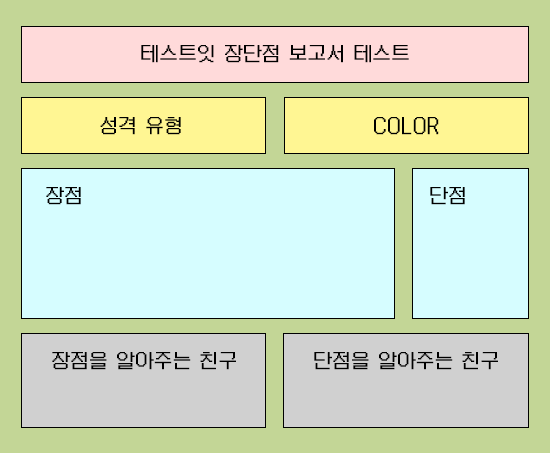 테스트잇 장단점 보고서 테스트
성격 유형
COLOR
장점
단점
장점을 알아주는 친구
단점을 알아주는 친구